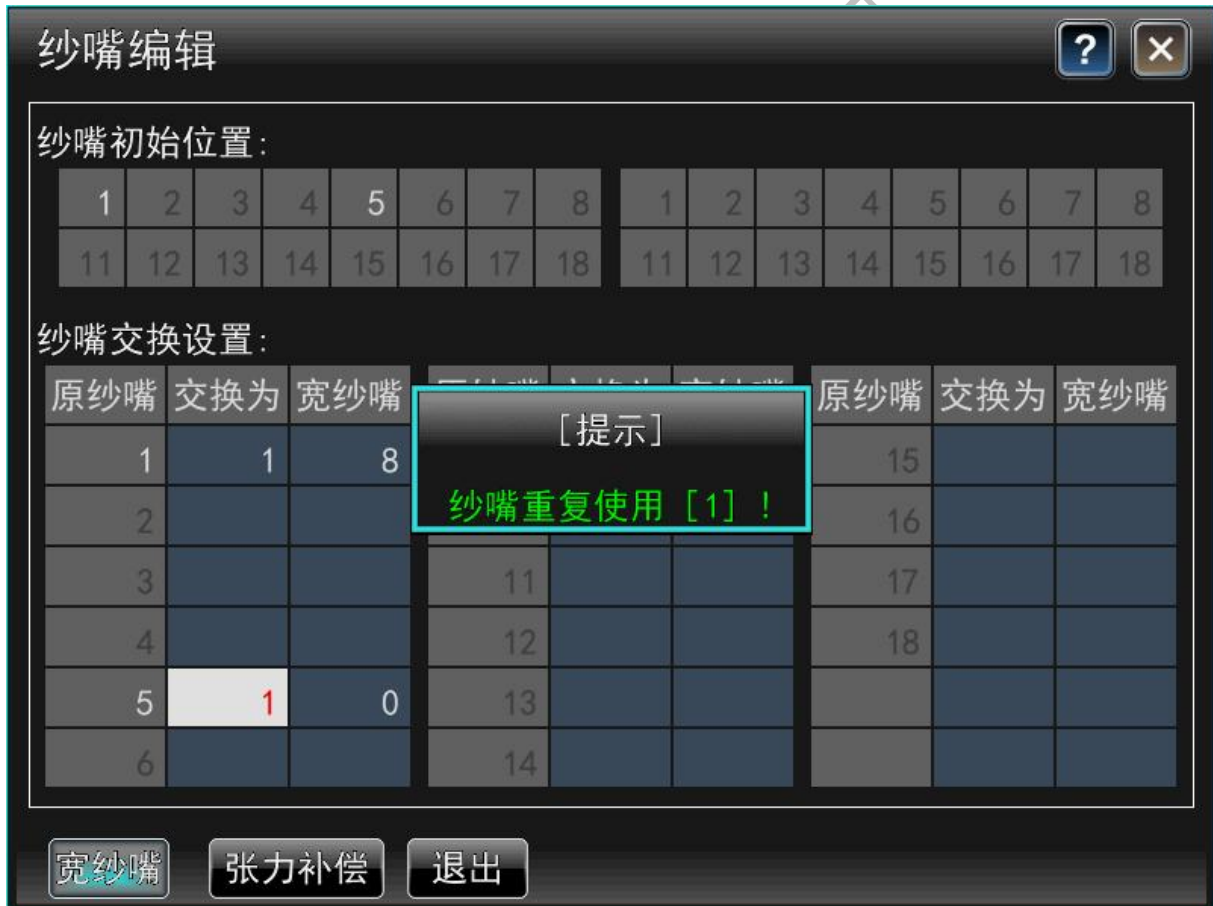 纱嘴编辑 ?
纱嘴初始位置:
1 2 3 4 5 6 7 8 1 2 3 4 5 6 7 8
11 12 13 14 15 16 17 18 11 12 13 14 15 16 17 18
纱嘴交换设置:
原纱嘴 交换为 宽纱嘴 原纱嘴 交换为 宽纱嘴
1 1 8 15
2 16
3 11 17
4 12 18
5 1 0 13
6 14
[提示]
纱嘴重复使用 [1] !
宽纱嘴 张力补偿 退出